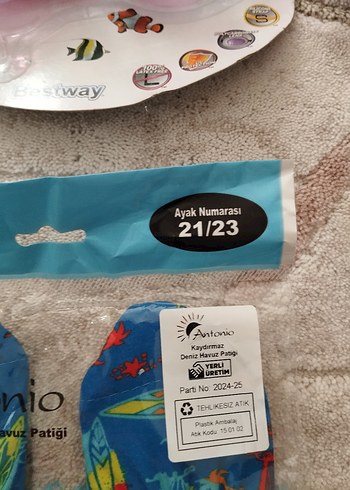 Bestway
100%
L
Ayak Numarası
21/23
Antonio
Kaydırmaz
Deniz Havuz Patiği
YERLİ
ÜRETİM
Parti No: 2024-25
TEHLİKESİZ ATIK
Plastik Ambalaj
Atık Kodu: 15 01 02
nio
avuz Patiği